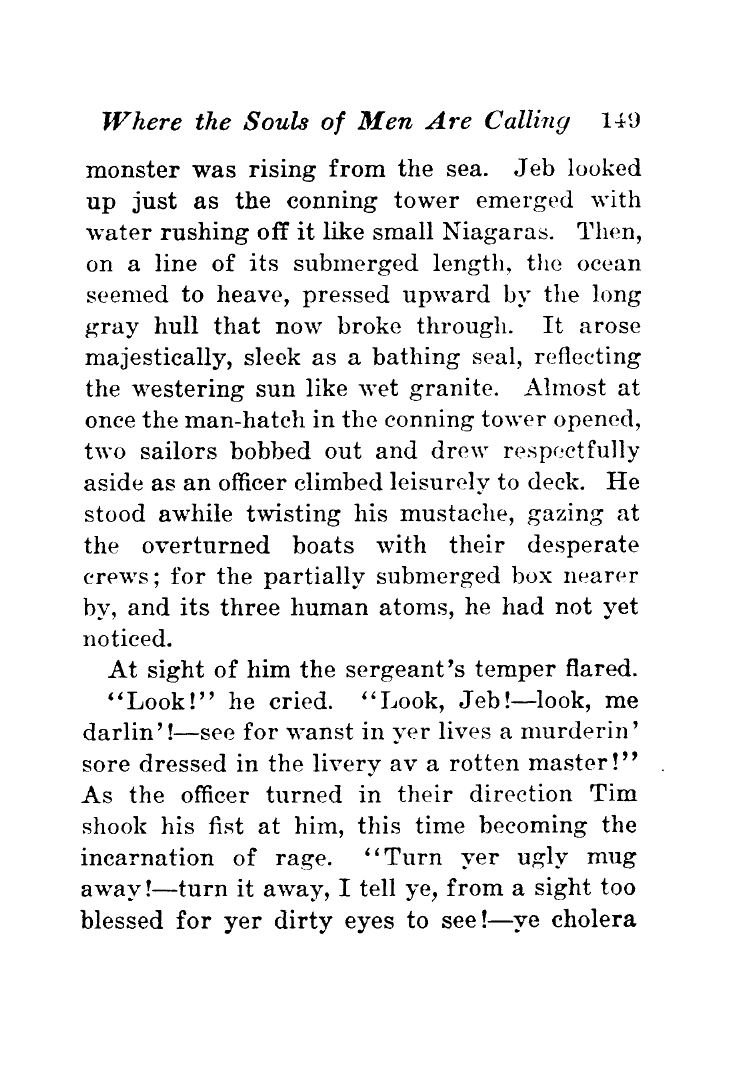 Where the Souls of Men Are Calling 149
monster was rising from the sea. Jeb looked
up just as the conning tower emerged with
water rushing off it like small Niagaras. Then,
on a line of its submerged length, the ocean
seemed to heave, pressed upward by the long
gray hull that now broke through. It arose
majestically, sleek as a bathing seal, reflecting
the westering sun like wet granite. Almost at
once the man-hatch in the conning tower opened,
two sailors bobbed out and drew respectfully
aside as an officer climbed leisurely to deck. He
stood awhile twisting his mustache, gazing at
the overturned boats with their desperate
crews; for the partially submerged box nearer
by, and its three human atoms, he had not yet
noticed.
At sight of him the sergeant's temper flared.
"Look!" he cried. "Look, Jeb!—look, me
darlin'!—see for wanst in yer lives a murderin'
sore dressed in the livery av a rotten master!"
As the officer turned in their direction Tim
shook his fist at him, this time becoming the
incarnation of rage. "Turn yer ugly mug
away!—turn it away, I tell ye, from a sight too
blessed for yer dirty eyes to see!—ye cholera